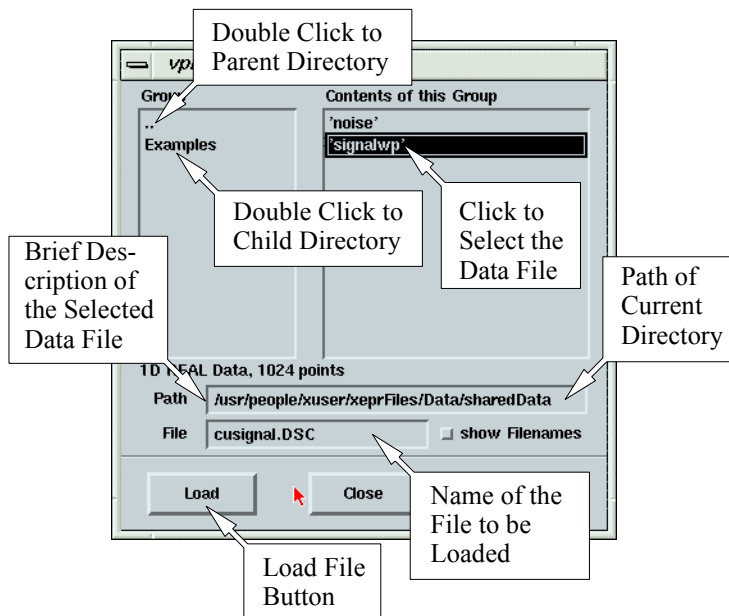 Double Click to
Parent Directory
Contents of this Group
..
Examples
'noise'
'signalwp'
Double Click to
Child Directory
Click to
Select the
Data File
Brief Des-
cription of
the Selected
Data File
Path of
Current
Directory
Data, 1024 points
Path /usr/people/xuser/xeprFiles/Data/sharedData
File cusignal.DSC show Filenames
Load Close
Name of the
File to be
Loaded
Load File
Button